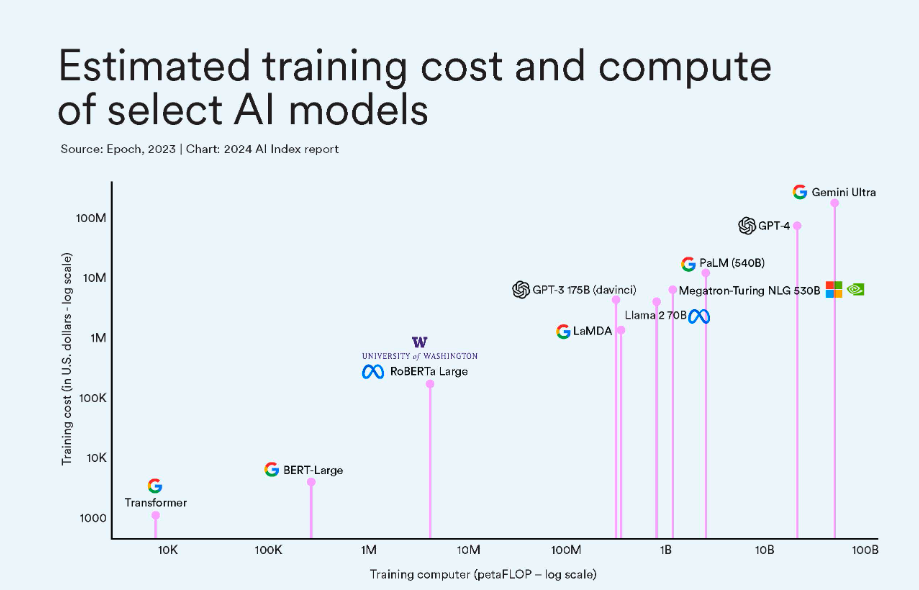 Estimated training cost and compute
of select AI models
Source: Epoch, 2023 | Chart: 2024 AI Index report
Training cost (in U.S. dollars - log scale)
100M
10M
1M
100K
10K
1000
Gemini Ultra
GPT-4
PaLM (540B)
GPT-3 175B (davinci)
Megatron-Turing NLG 530B
Llama 2 70B
LaMDA
W
UNIVERSITY of WASHINGTON
RoBERTa Large
BERT-Large
Transformer
10K
100K
1M
10M
100M
1B
10B
100B
Training computer (petaFLOP – log scale)